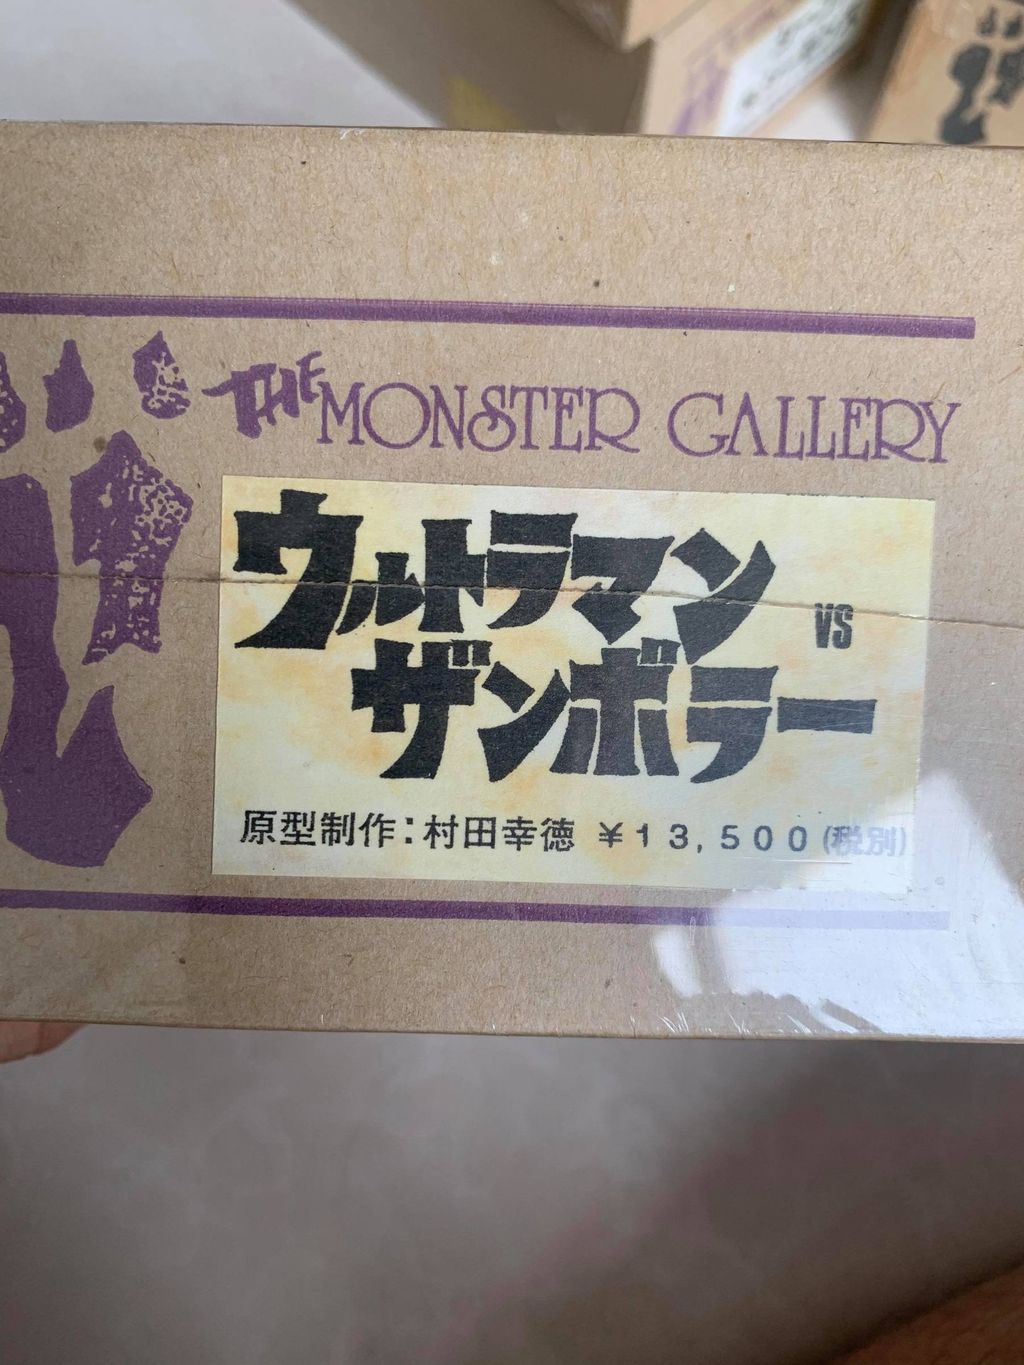 THE MONSTER GALLERY
ウルトラマン VS
ザンボラー
原型制作：村田幸徳 ￥13,500（税別）